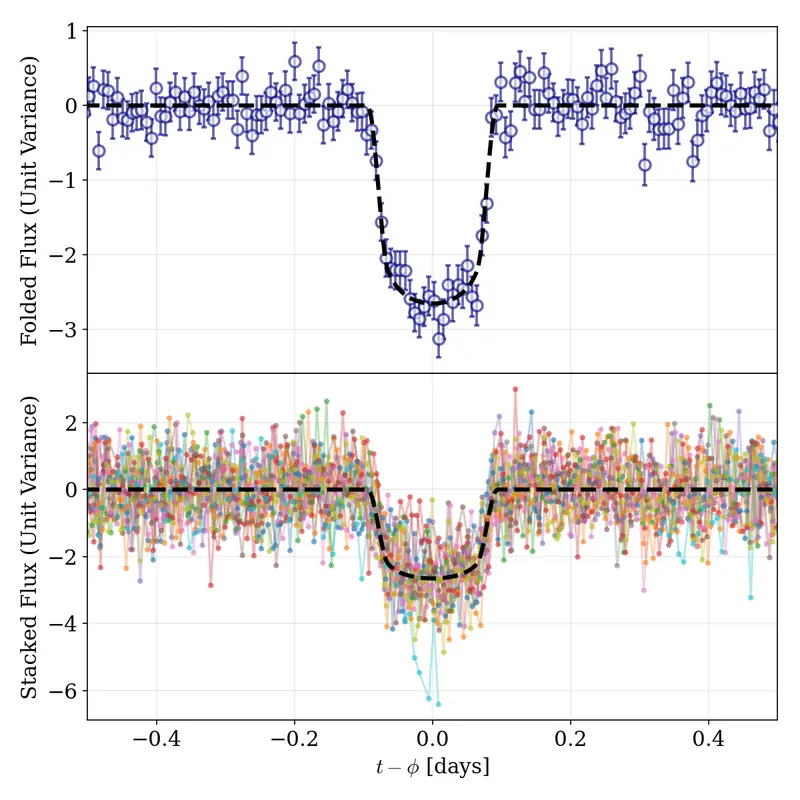 Folded Flux (Unit Variance)
1
0
−1
−2
−3
Stacked Flux (Unit Variance)
2
0
−2
−4
−6
−0.4 −0.2 0.0 0.2 0.4
t − ϕ [days]